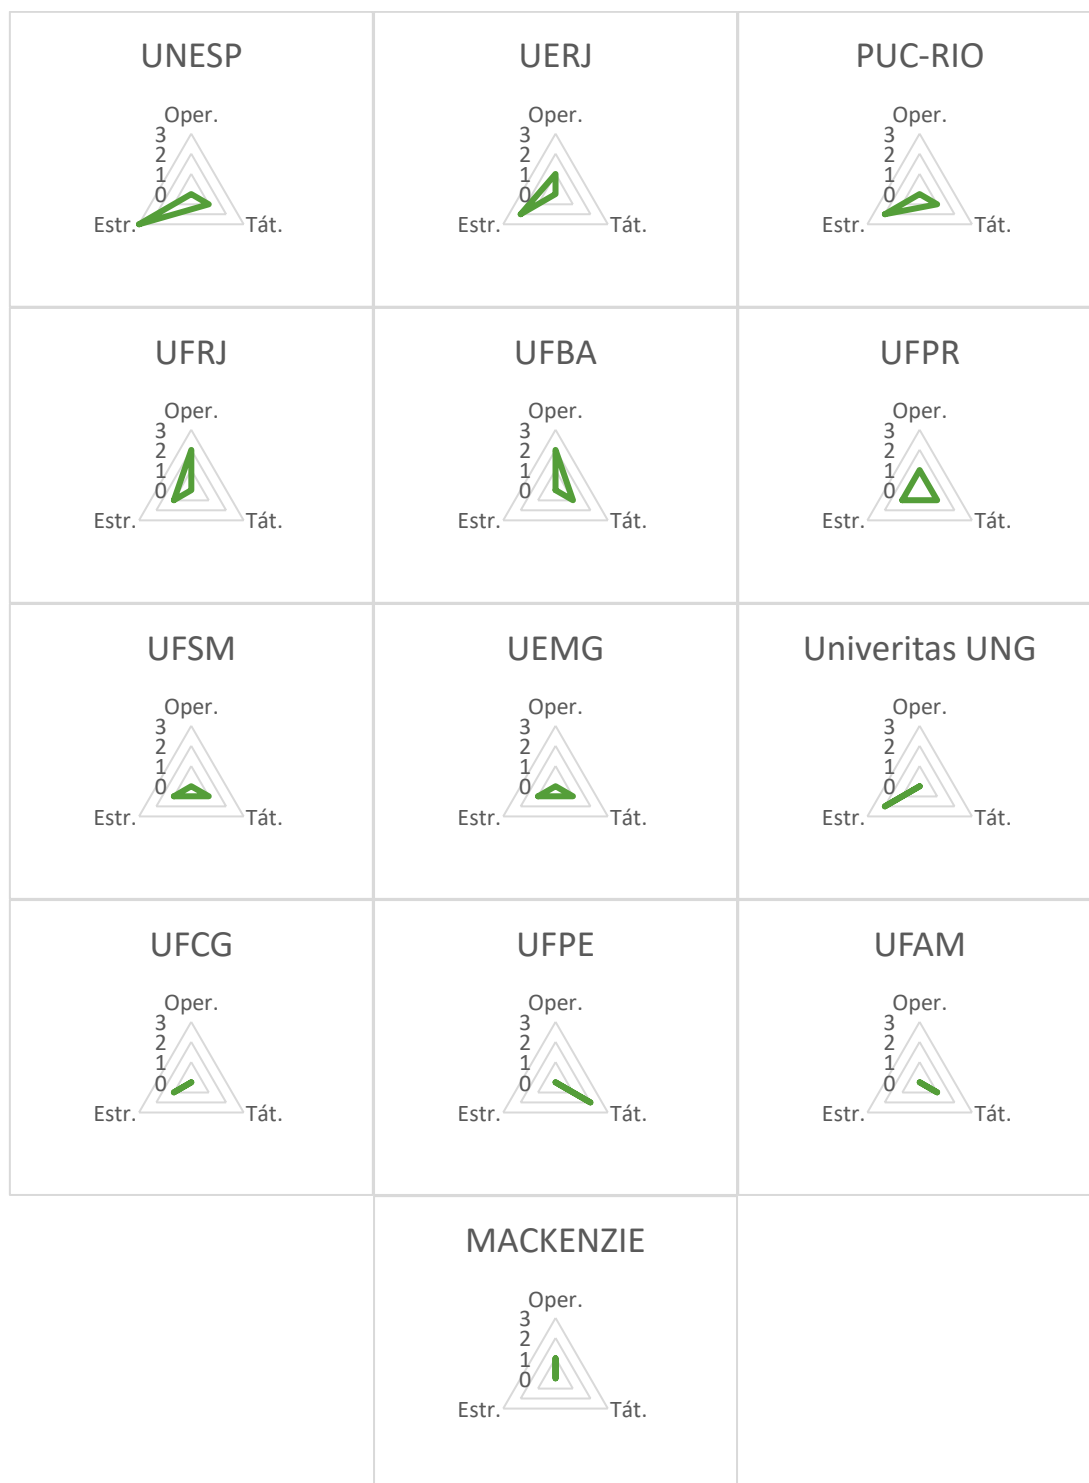 UNESP
Oper.
3
2
1
0
Estr.
Tát.
UERJ
Oper.
3
2
1
0
Estr.
Tát.
PUC-RIO
Oper.
3
2
1
0
Estr.
Tát.
UFRJ
Oper.
3
2
1
0
Estr.
Tát.
UFBA
Oper.
3
2
1
0
Estr.
Tát.
UFPR
Oper.
3
2
1
0
Estr.
Tát.
UFSM
Oper.
3
2
1
0
Estr.
Tát.
UEMG
Oper.
3
2
1
0
Estr.
Tát.
Univeritas UNG
Oper.
3
2
1
0
Estr.
Tát.
UFCG
Oper.
3
2
1
0
Estr.
Tát.
UFPE
Oper.
3
2
1
0
Estr.
Tát.
UFAM
Oper.
3
2
1
0
Estr.
Tát.
MACKENZIE
Oper.
3
2
1
0
Estr.
Tát.